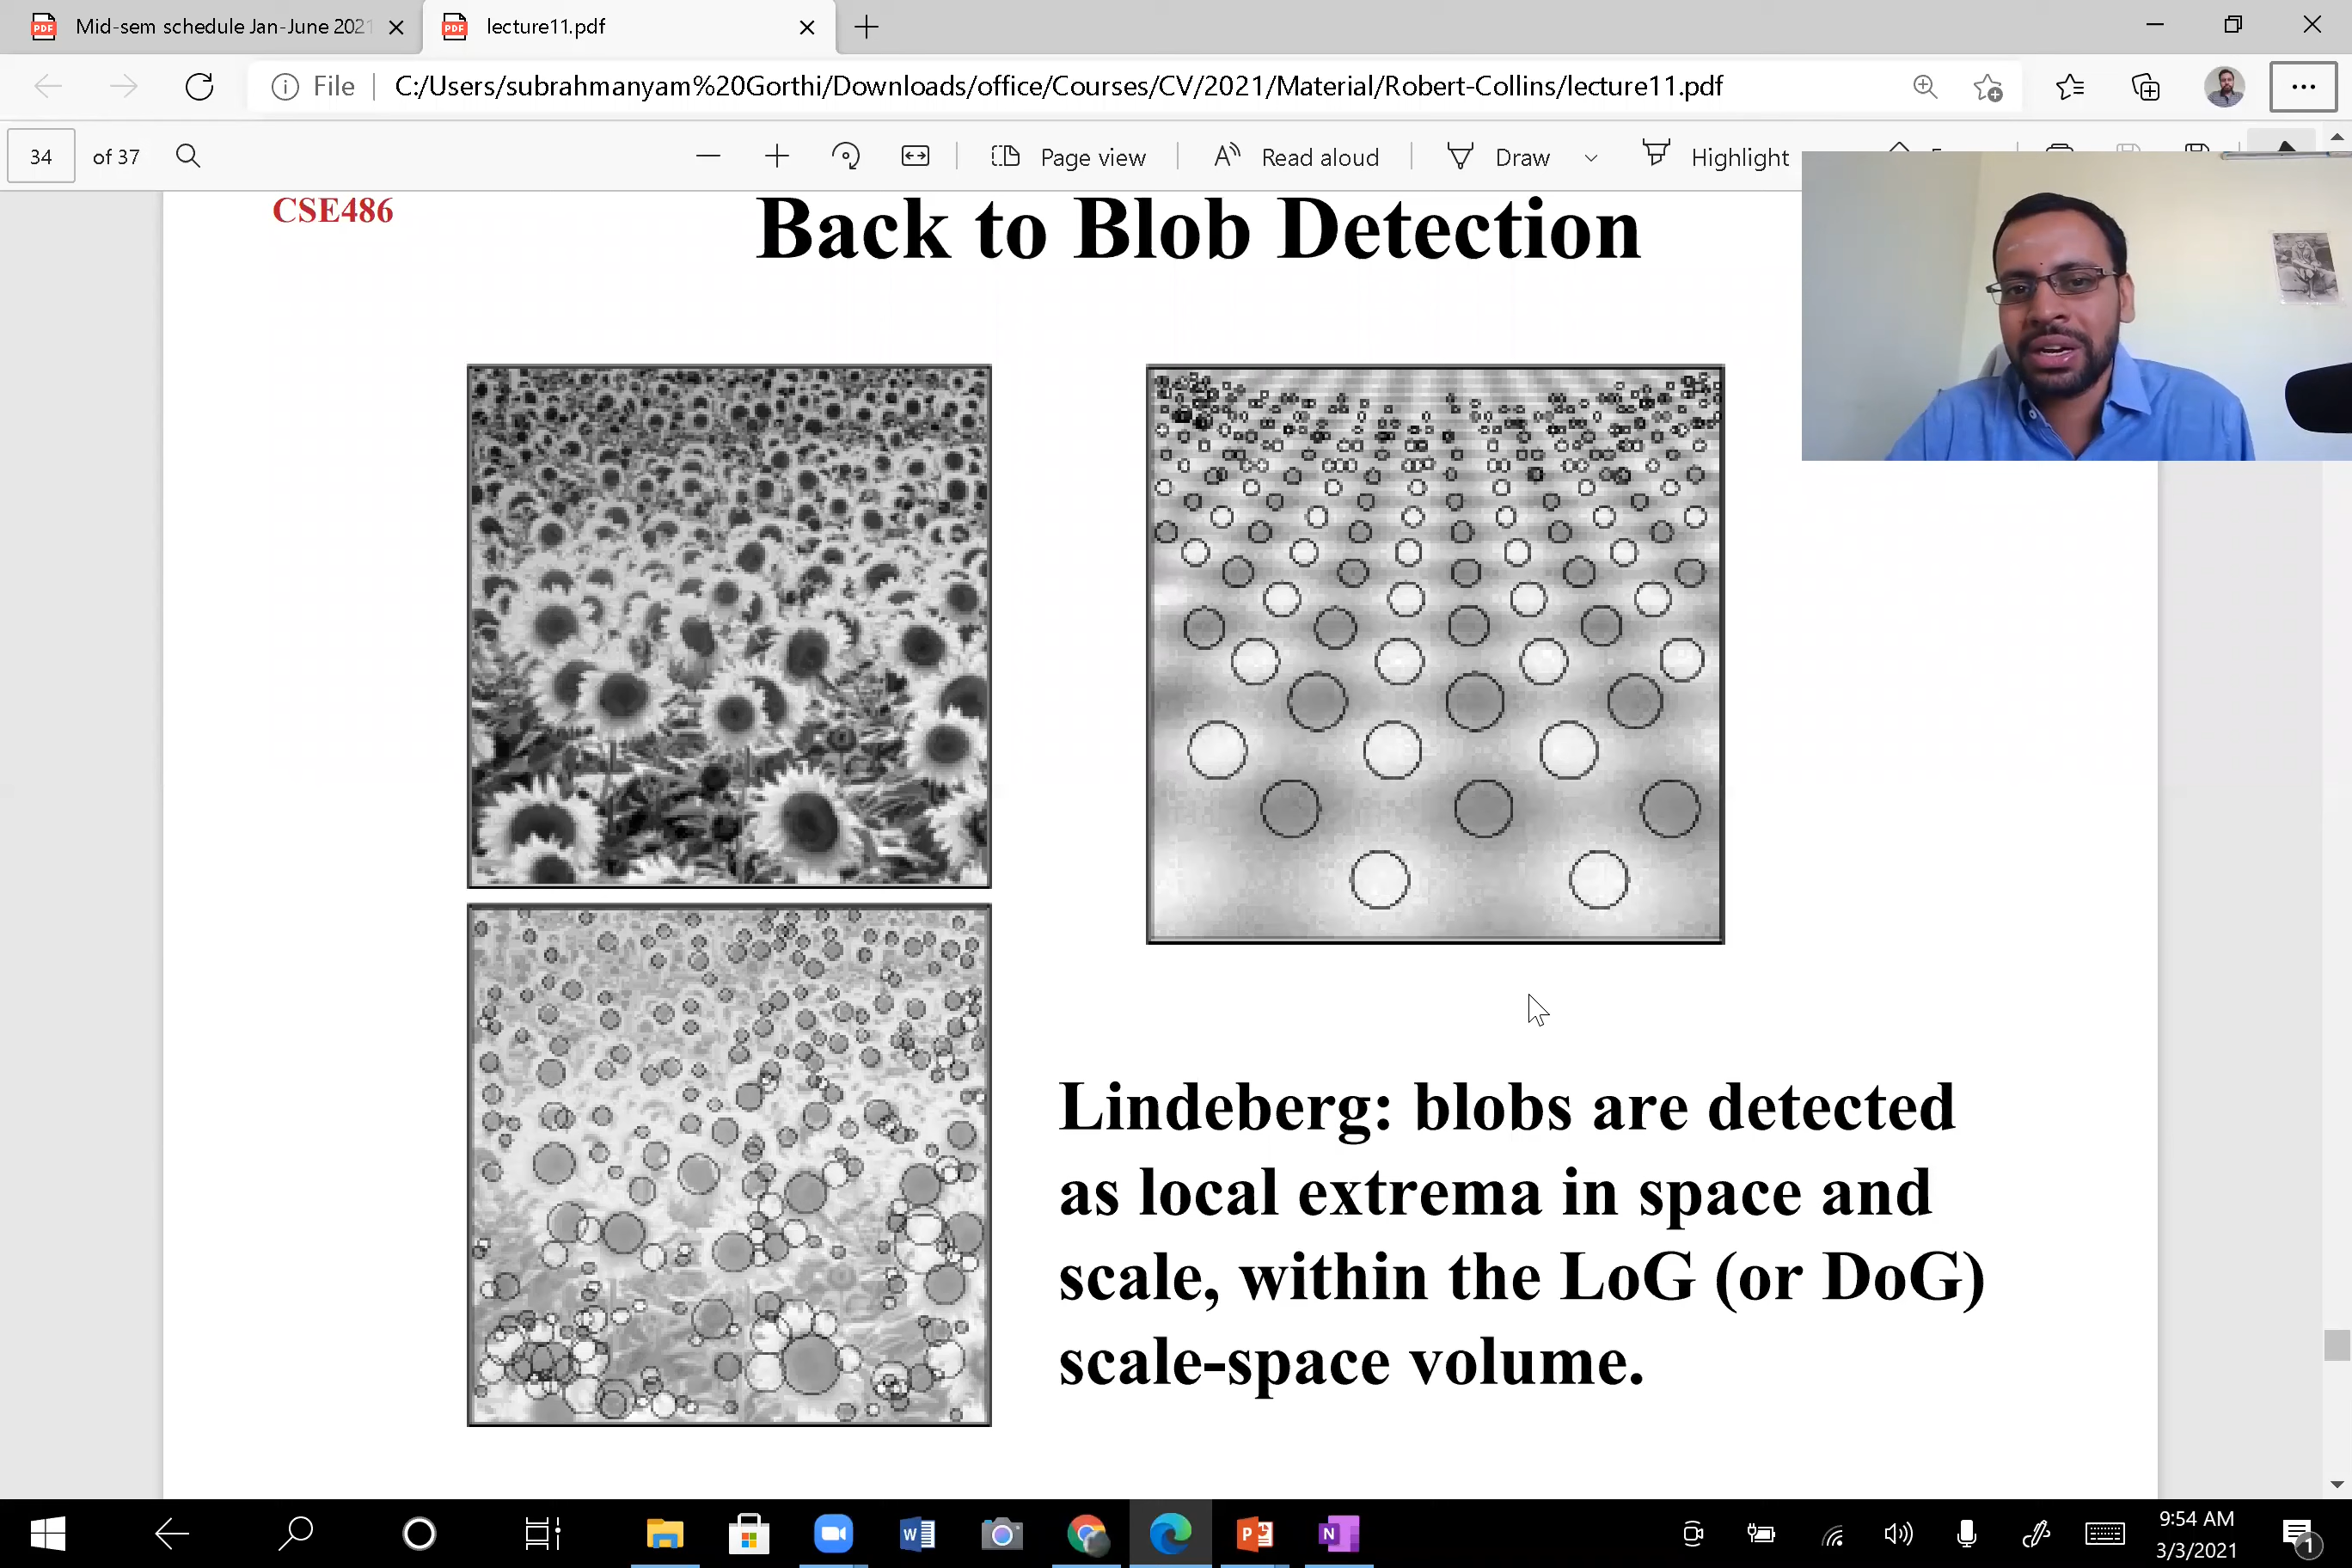 Mid-sem schedule Jan-June 2021
lecture11.pdf
File
C:/Users/subrahmanyam%20Gorthi/Downloads/office/Courses/CV/2021/Material/Robert-Collins/lecture11.pdf
34 of 37
Page view
Read aloud
Draw
Highlight
CSE486
Back to Blob Detection
Lindeberg: blobs are detected
as local extrema in space and
scale, within the LoG (or DoG)
scale-space volume.
9:54 AM
3/3/2021
1